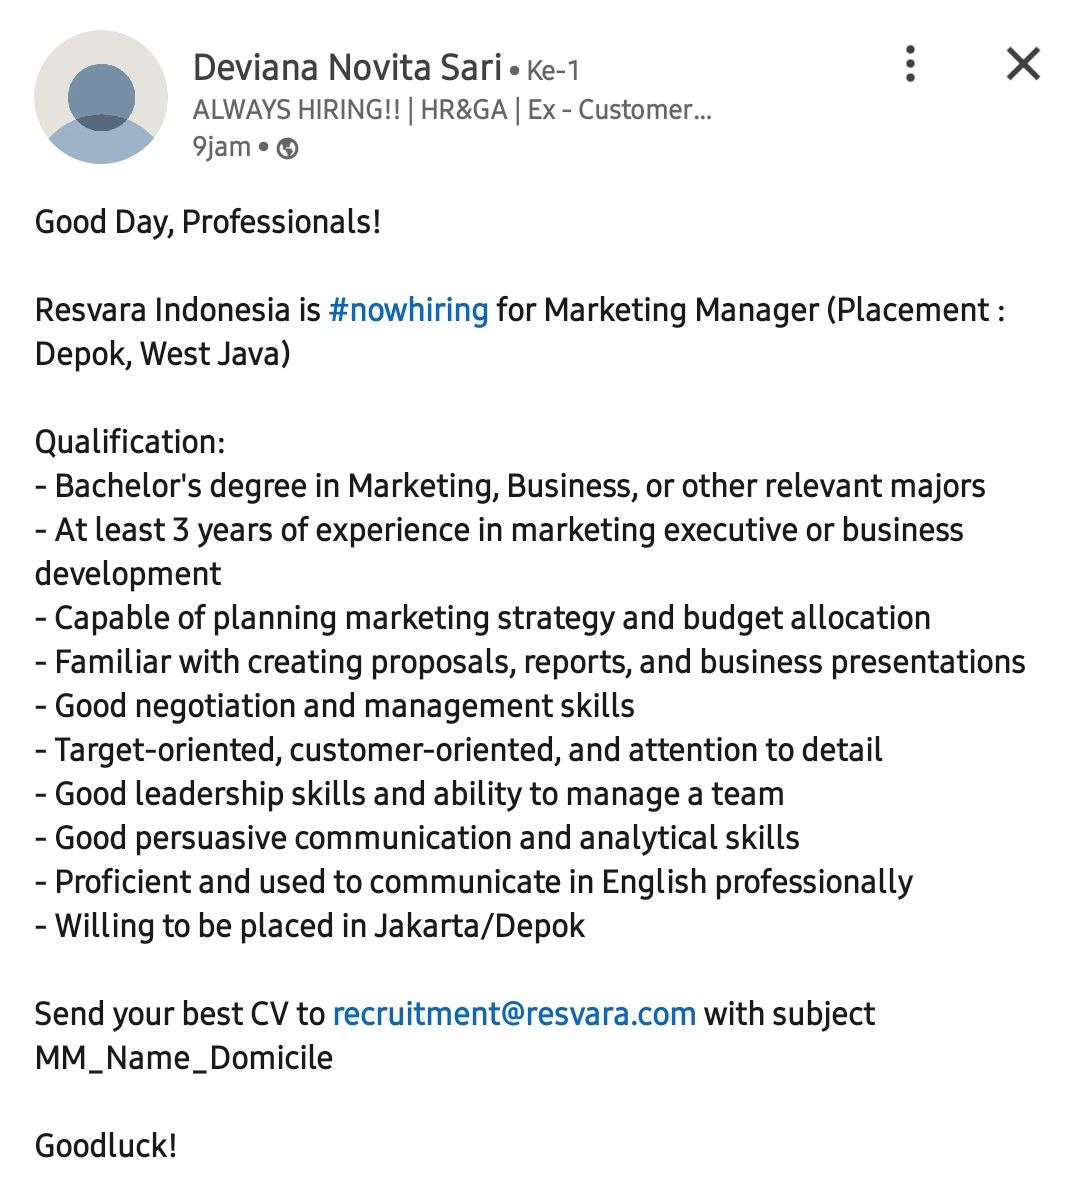 Deviana Novita Sari • Ke-1
ALWAYS HIRING!! | HR&GA | Ex - Customer...
9jam •
Good Day, Professionals!
Resvara Indonesia is #nowhiring for Marketing Manager (Placement :
Depok, West Java)
Qualification:
- Bachelor's degree in Marketing, Business, or other relevant majors
- At least 3 years of experience in marketing executive or business
development
- Capable of planning marketing strategy and budget allocation
- Familiar with creating proposals, reports, and business presentations
- Good negotiation and management skills
- Target-oriented, customer-oriented, and attention to detail
- Good leadership skills and ability to manage a team
- Good persuasive communication and analytical skills
- Proficient and used to communicate in English professionally
- Willing to be placed in Jakarta/Depok
Send your best CV to recruitment@resvara.com with subject
MM_Name_Domicile
Goodluck!